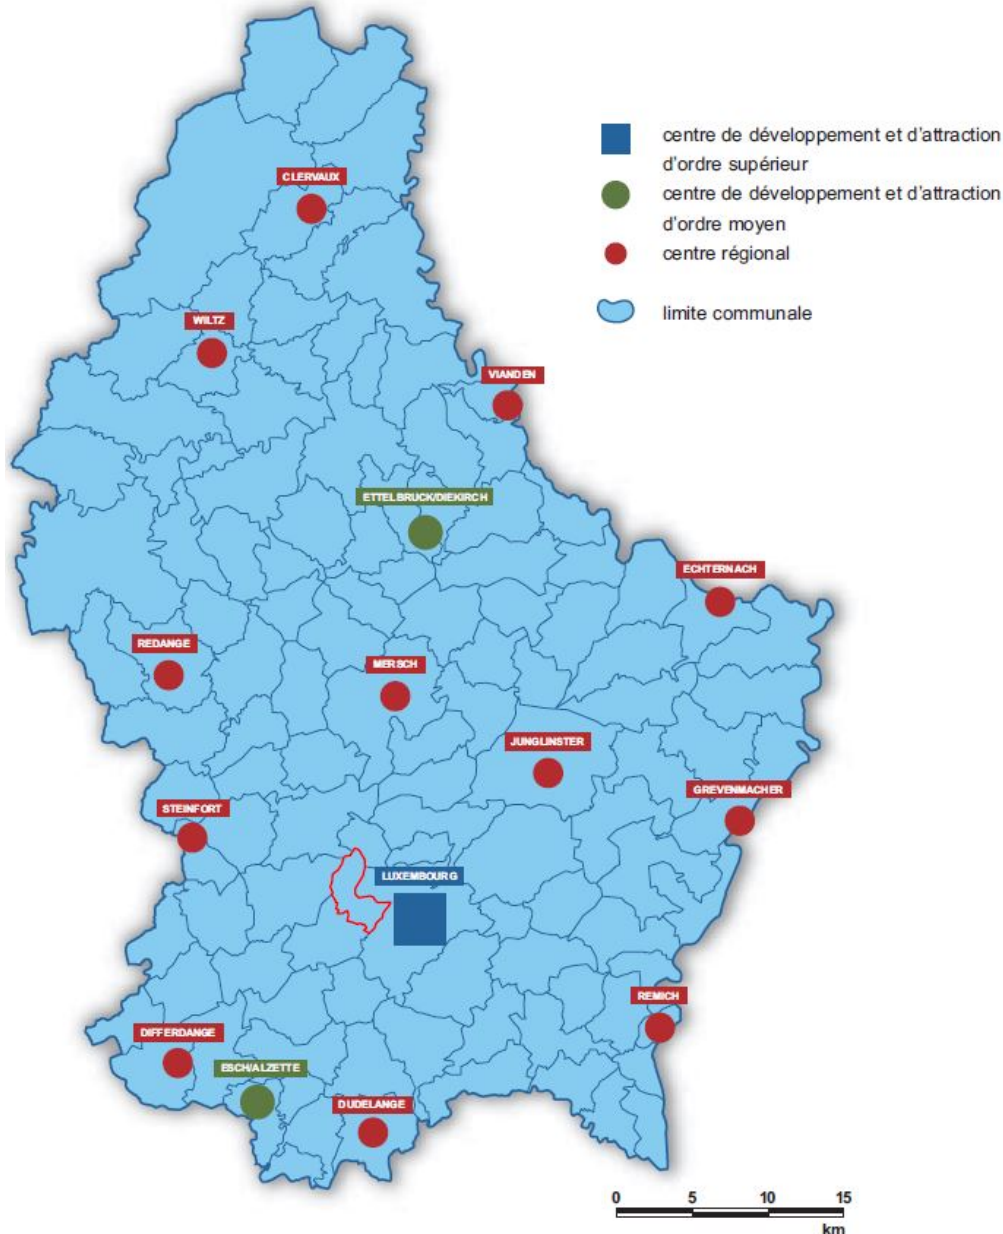 centre de développement et d'attraction
d'ordre supérieur
centre de développement et d'attraction
d'ordre moyen
centre régional
limite communale
CLERVAUX
WILTZ
VIANDEN
ETTELBRUCK/DIEKIRCH
ECHTERNACH
REDANGE
MERSCH
JUNGLINSTER
GREVENMACHER
STEINFORT
LUXEMBOURG
REMICH
DIFFERDANGE
ESCH/ALZETTE
DUDELANGE
0 5 10 15
km